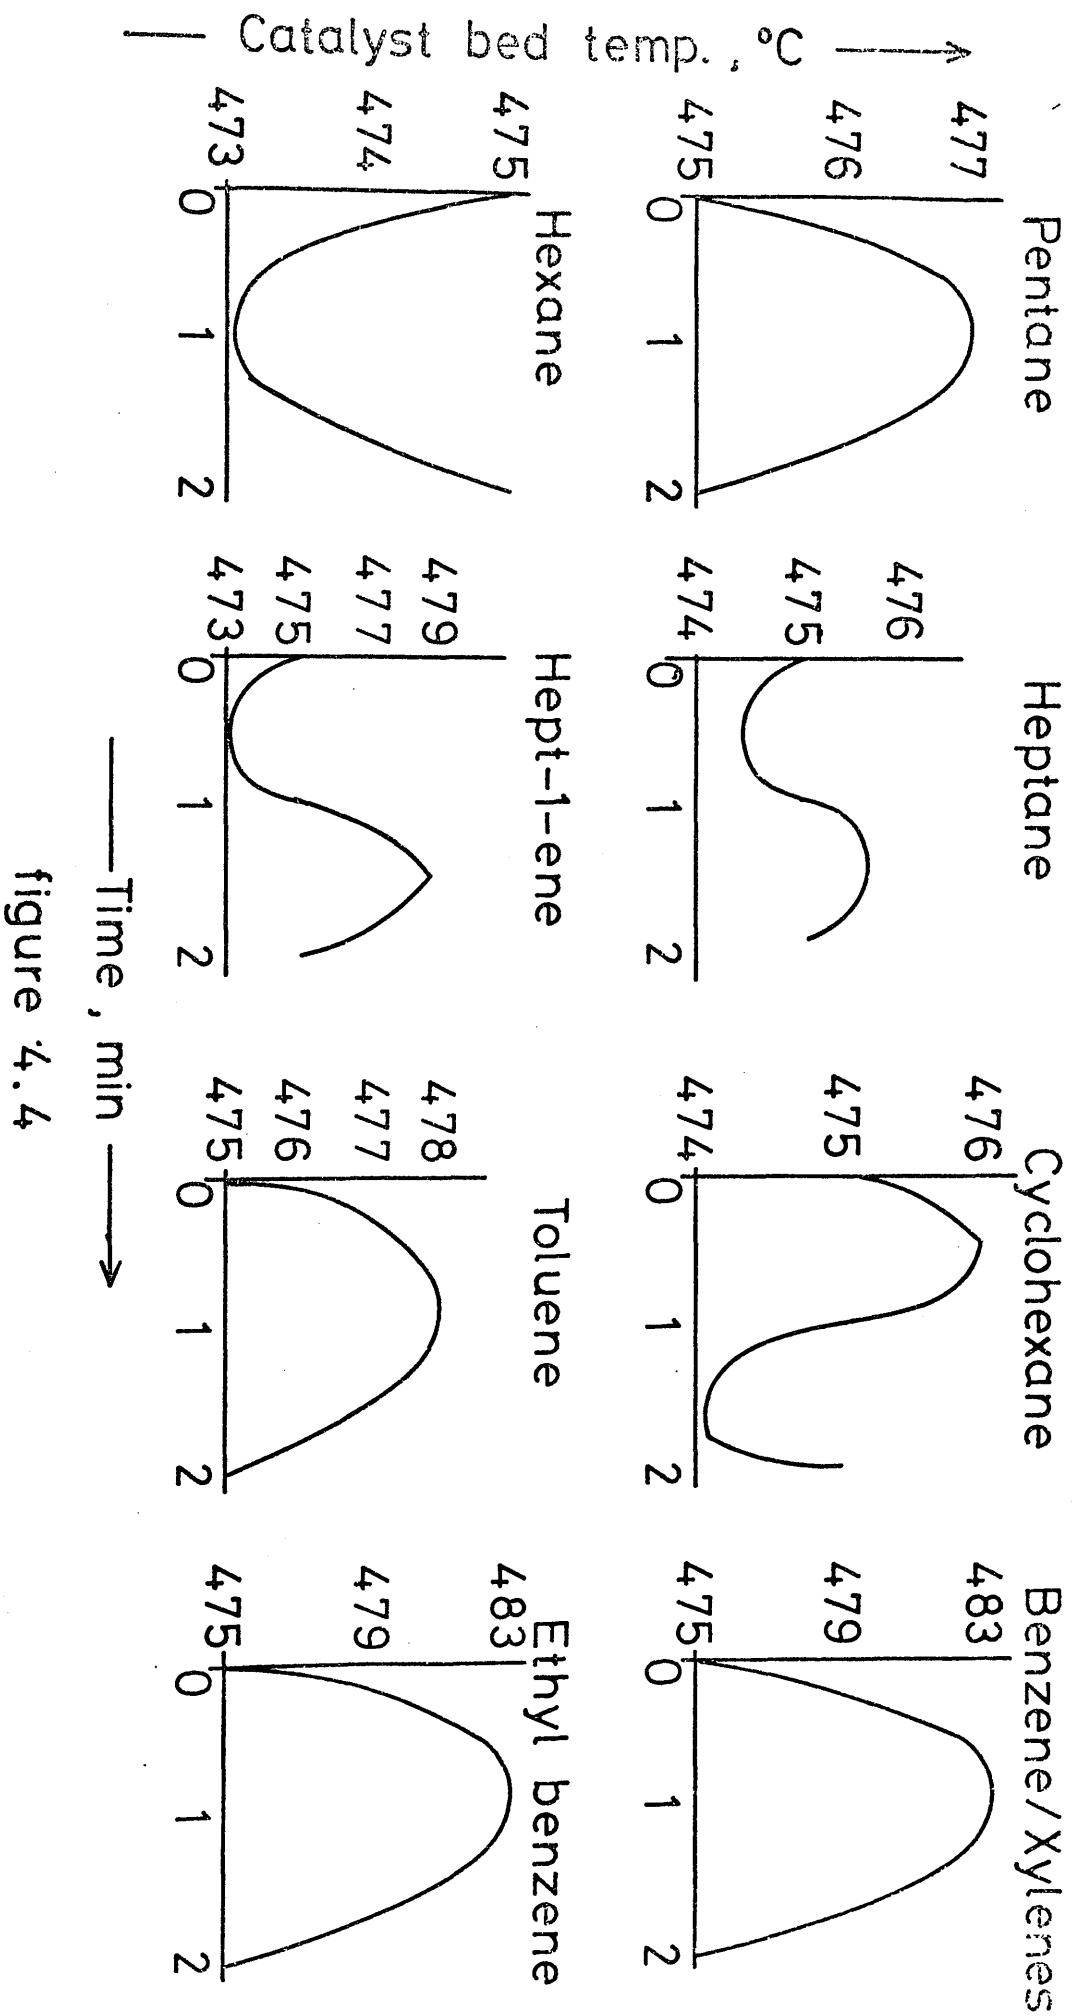 Catalyst bed temp., °C
Pentane
477
476
475
0 1 2
Heptane
476
475
474
0 1 2
Cyclohexane
476
475
474
0 1 2
Benzene/Xylenes
483
479
475
0 1 2
Hexane
475
474
473
0 1 2
Hept-1-ene
479
477
475
473
0 1 2
Toluene
478
477
476
475
0 1 2
Ethyl benzene
483
479
475
0 1 2
Time, min
figure 4.4